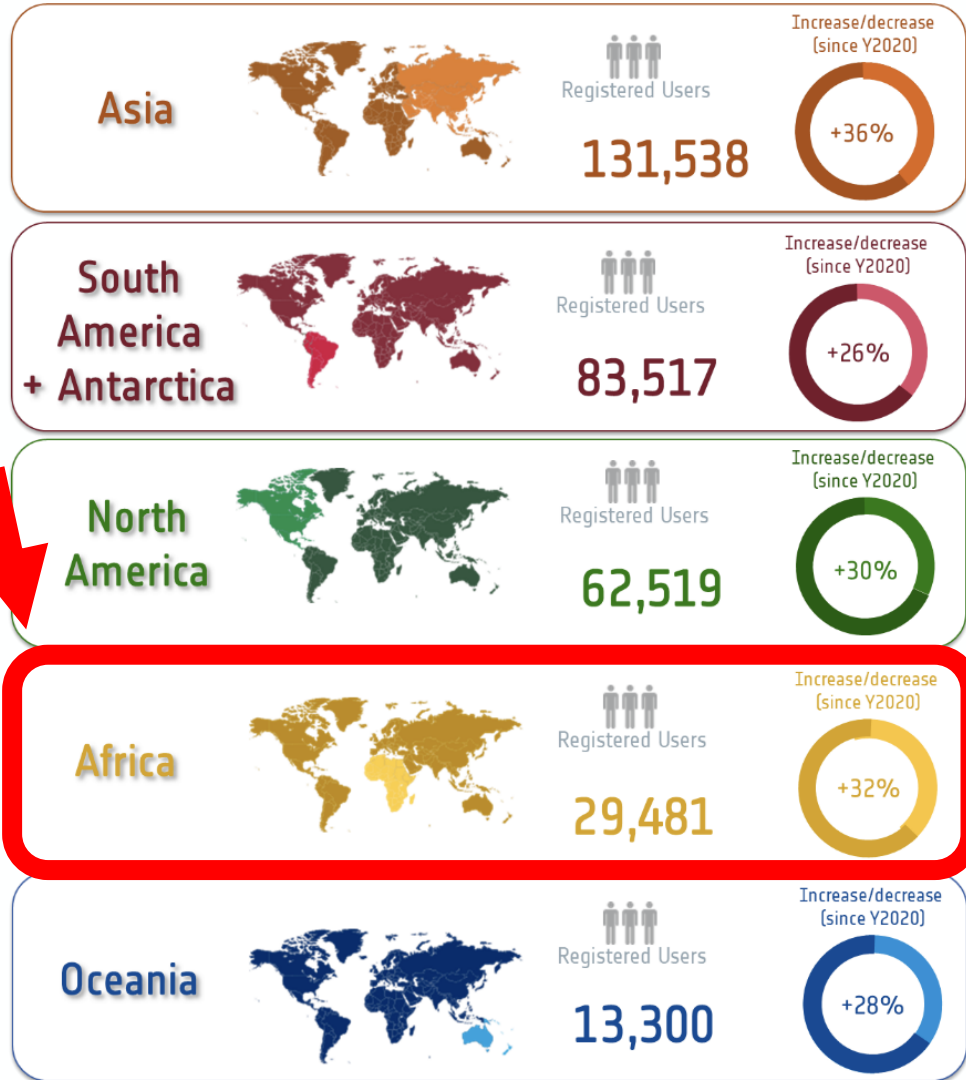 Asia
Registered Users
131,538
Increase/decrease
(since Y2020)
+36%
South
America
+ Antarctica
Registered Users
83,517
Increase/decrease
(since Y2020)
+26%
North
America
Registered Users
62,519
Increase/decrease
(since Y2020)
+30%
Africa
Registered Users
29,481
Increase/decrease
(since Y2020)
+32%
Oceania
Registered Users
13,300
Increase/decrease
(since Y2020)
+28%